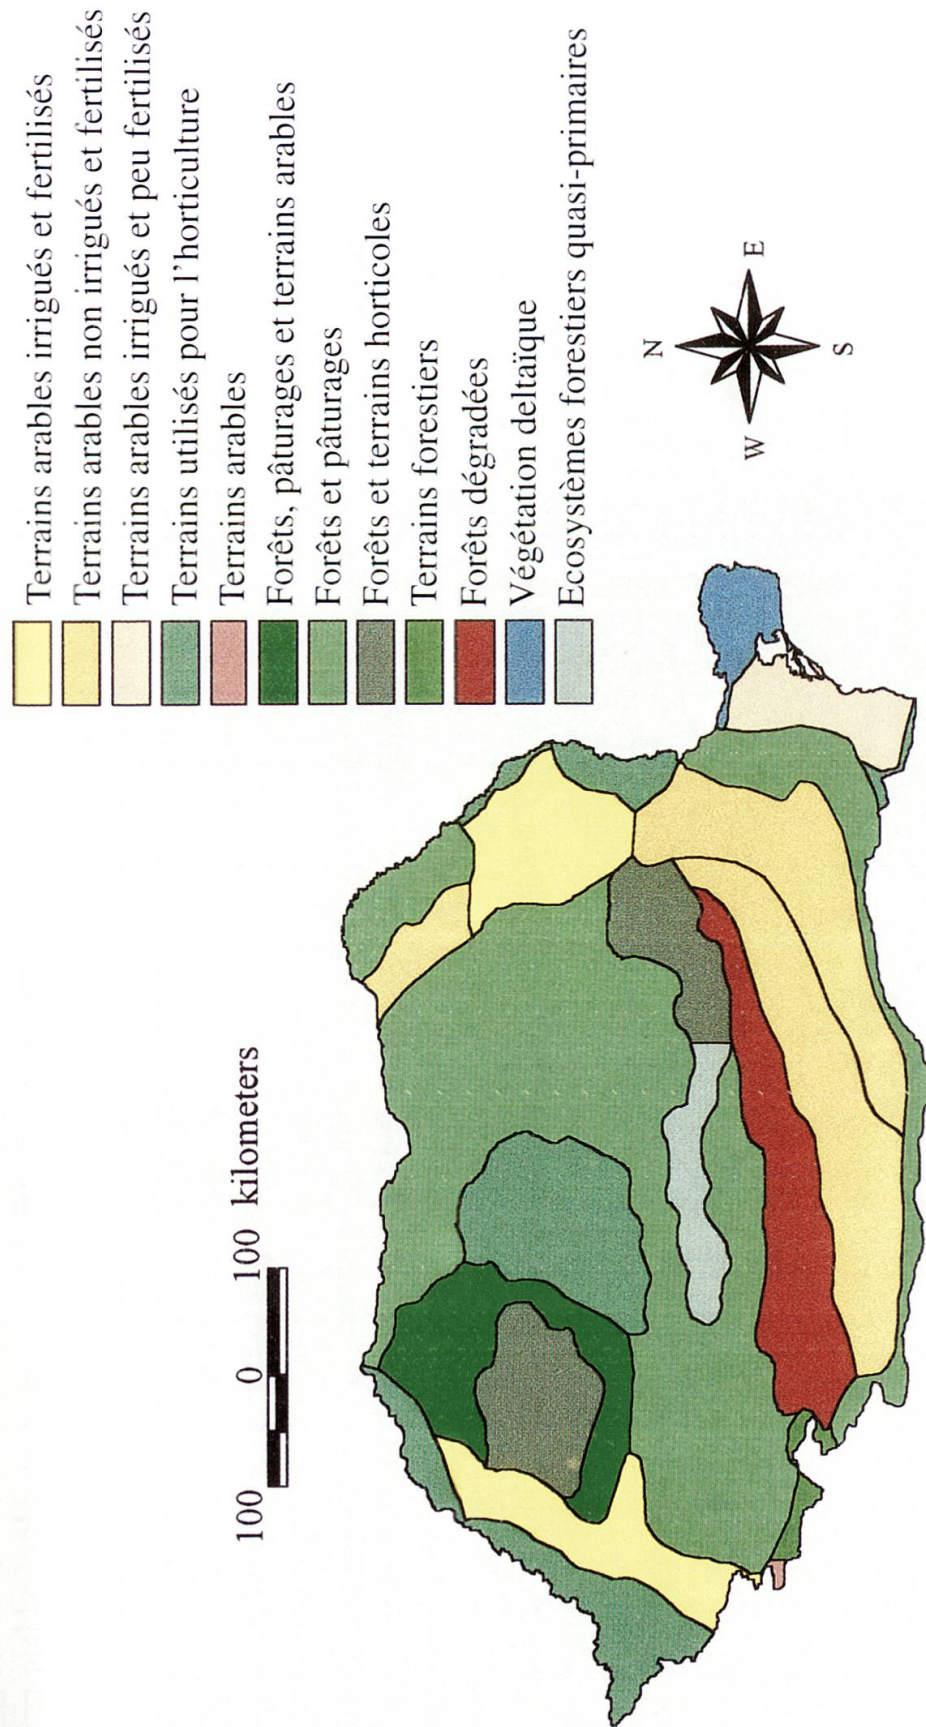 Terrains arables irrigués et fertilisés
Terrains arables non irrigués et fertilisés
Terrains arables irrigués et peu fertilisés
Terrains utilisés pour l'horticulture
Terrains arables
Forêts, pâturages et terrains arables
Forêts et pâturages
Forêts et terrains horticoles
Terrains forestiers
Forêts dégradées
Végétation deltaïque
Ecosystèmes forestiers quasi-primaires
100 0 100 kilometers
N
W E
S